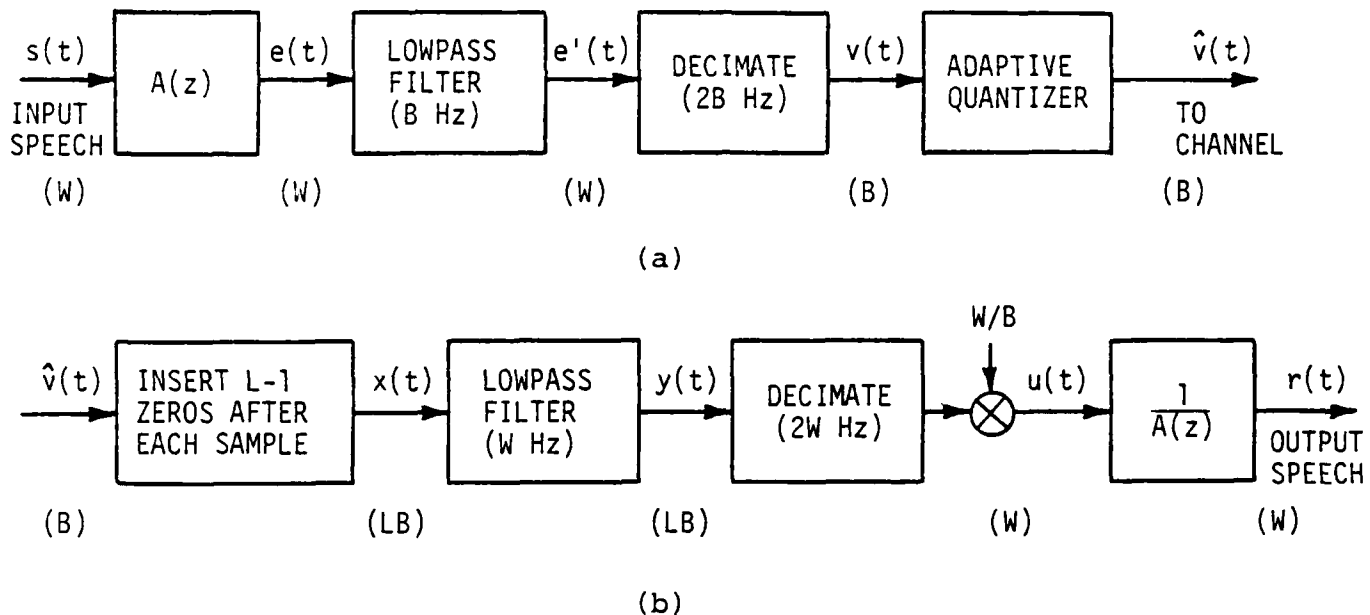 s(t)
INPUT
SPEECH
(W)
A(z)
e(t)
(W)
LOWPASS
FILTER
(B Hz)
e'(t)
(W)
DECIMATE
(2B Hz)
v(t)
(B)
ADAPTIVE
QUANTIZER
v̂(t)
TO
CHANNEL
(B)
(a)
v̂(t)
(B)
INSERT L-1
ZEROS AFTER
EACH SAMPLE
x(t)
(LB)
LOWPASS
FILTER
(W Hz)
y(t)
(LB)
DECIMATE
(2W Hz)
W/B
u(t)
(W)
1
A(z)
r(t)
OUTPUT
SPEECH
(W)
(b)